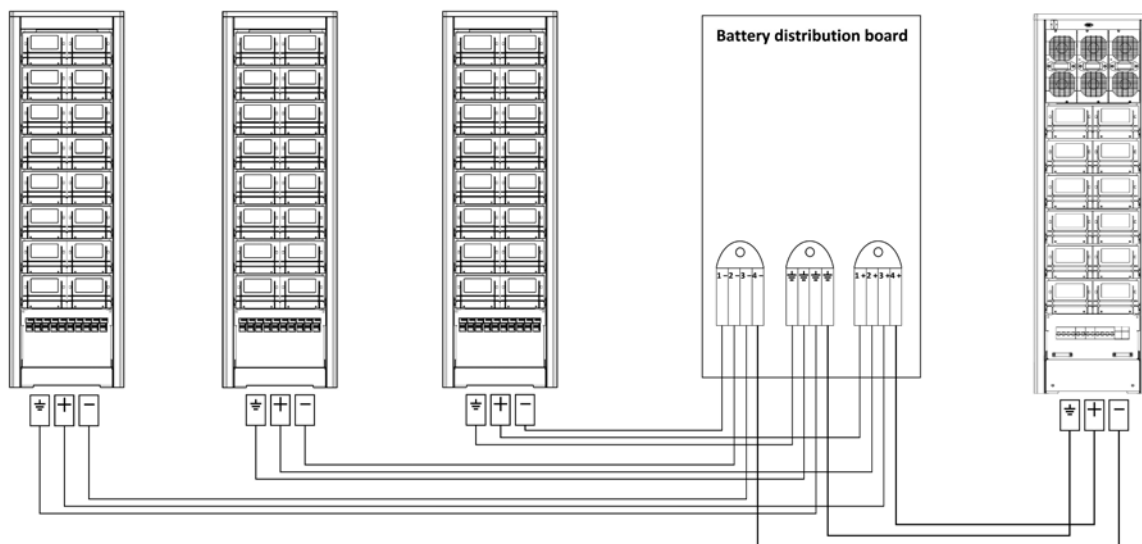 Battery distribution board
1 − 2 − 3 − 4 −
⏚ ⏚ ⏚ ⏚
1 + 2 + 3 + 4 +
⏚ + −
⏚ + −
⏚ + −
⏚ + −